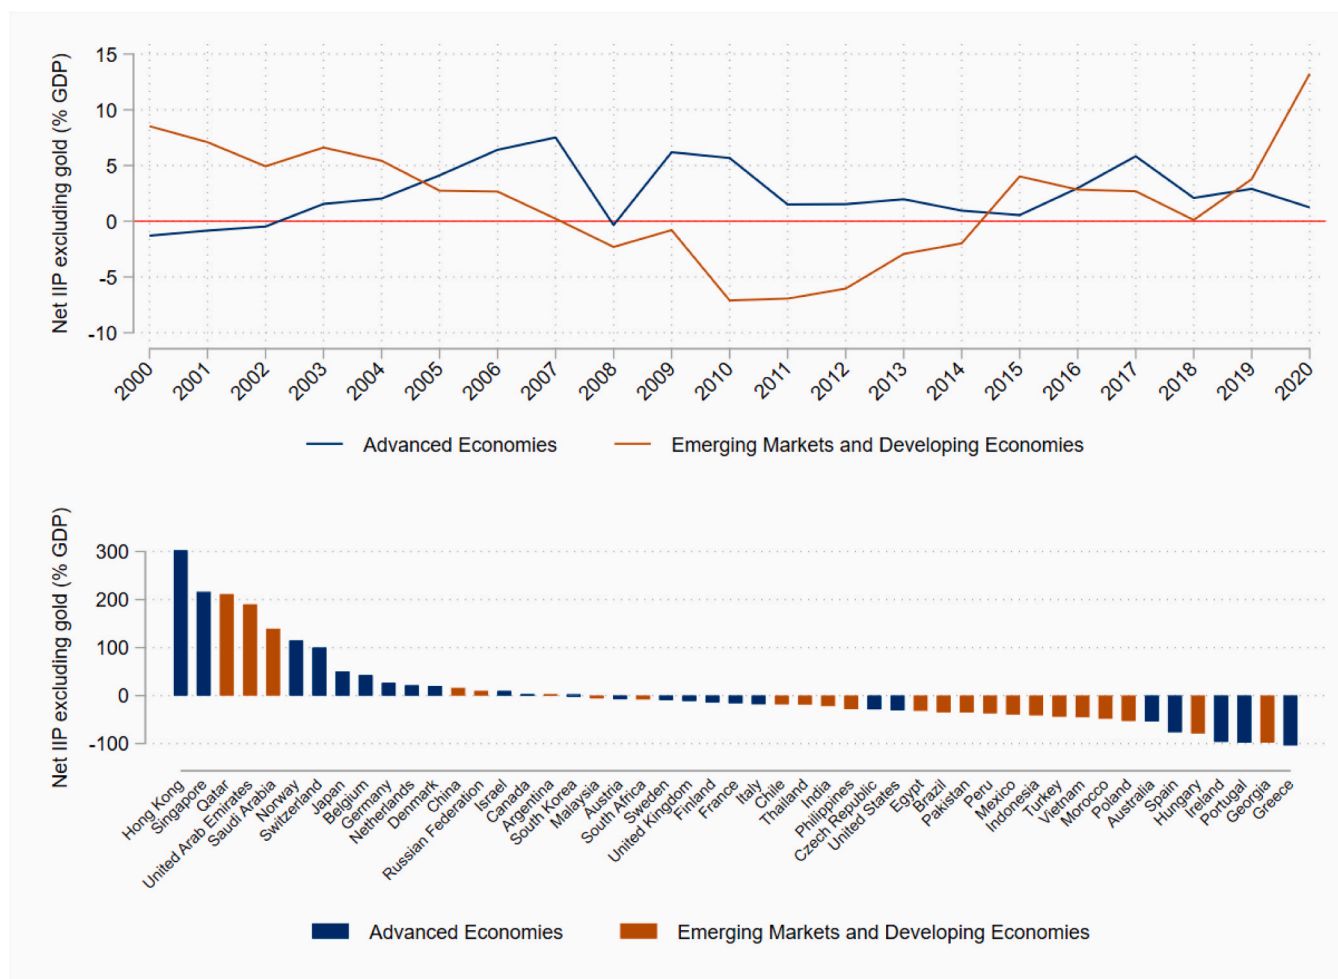 Net IIP excluding gold (% GDP)
15
10
5
0
-5
-10
2000
2001
2002
2003
2004
2005
2006
2007
2008
2009
2010
2011
2012
2013
2014
2015
2016
2017
2018
2019
2020
Advanced Economies
Emerging Markets and Developing Economies
Net IIP excluding gold (% GDP)
300
200
100
0
-100
Hong Kong
Singapore
Qatar
United Arab Emirates
Saudi Arabia
Norway
Switzerland
Japan
Belgium
Germany
Netherlands
Denmark
China
Russian Federation
Israel
Canada
Argentina
South Korea
Malaysia
Austria
South Africa
Sweden
United Kingdom
Finland
France
Italy
Chile
Thailand
India
Philippines
Czech Republic
United States
Egypt
Brazil
Pakistan
Peru
Mexico
Indonesia
Turkey
Vietnam
Morocco
Poland
Australia
Spain
Hungary
Ireland
Portugal
Georgia
Greece
Advanced Economies
Emerging Markets and Developing Economies